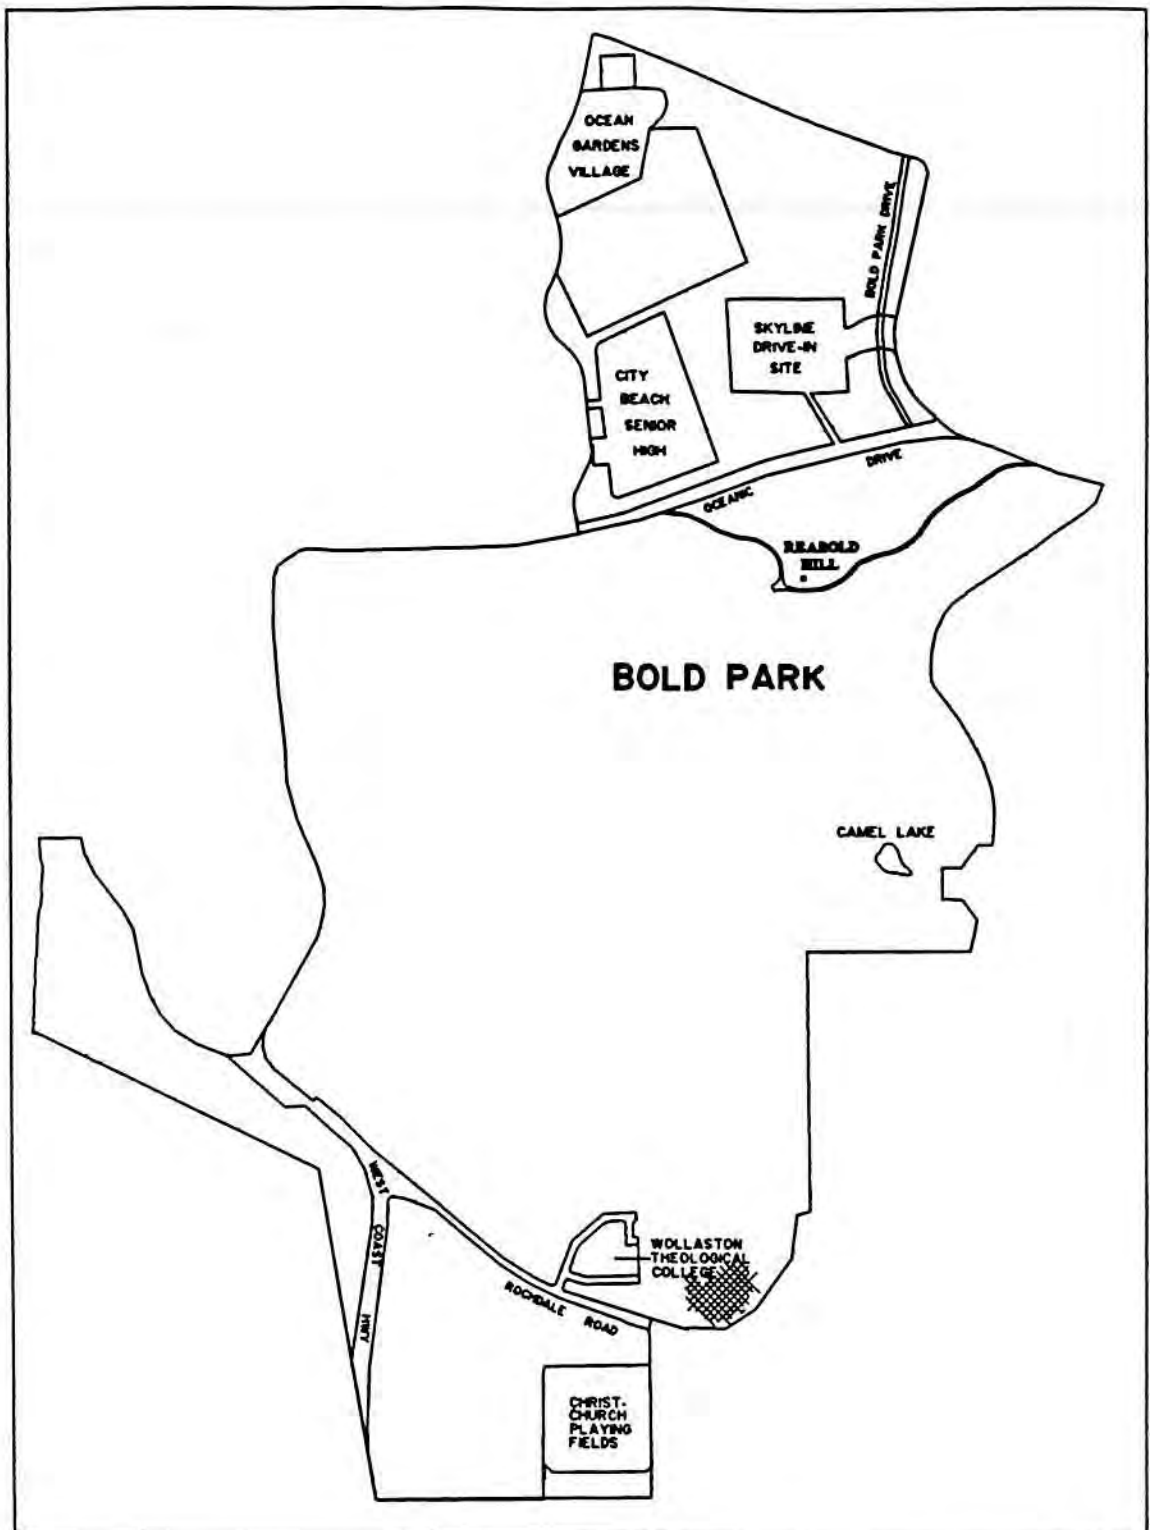 OCEAN
GARDENS
VILLAGE
BOLD PARK DRIVE
SKYLINE
DRIVE-IN
SITE
CITY
BEACH
SENIOR
HIGH
OCEANIC DRIVE
REABOLD
HILL
BOLD PARK
CAMEL LAKE
WEST COAST HWY
WOLLASTON
THEOLOGICAL
COLLEGE
ROCHDALE ROAD
CHRIST-
CHURCH
PLAYING
FIELDS